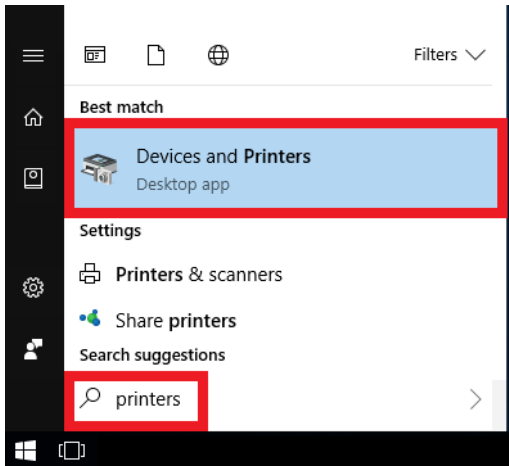 Filters
Best match
Devices and Printers
Desktop app
Settings
Printers & scanners
Share printers
Search suggestions
printers